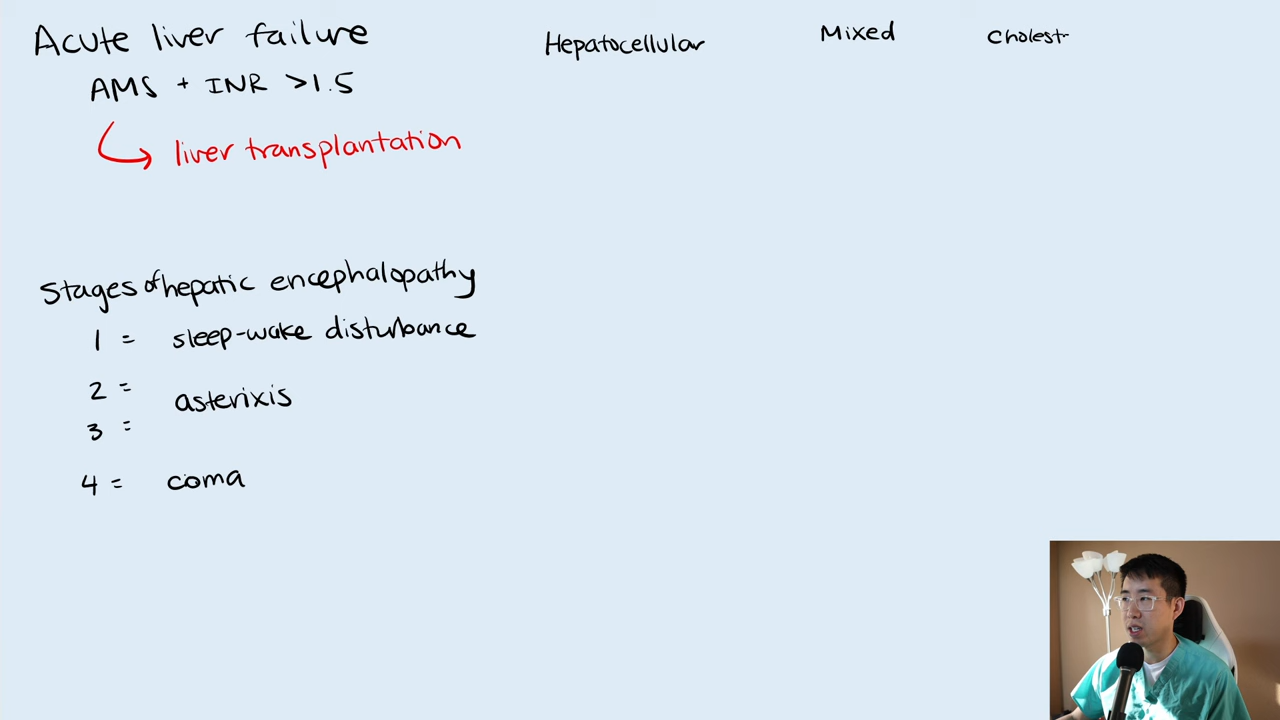 Acute liver failure
AMS + INR >1.5
liver transplantation
Stages of hepatic encephalopathy
1 = sleep-wake disturbance
2 =
asterixis
3 =
4 = coma
Hepatocellular
Mixed
Cholest